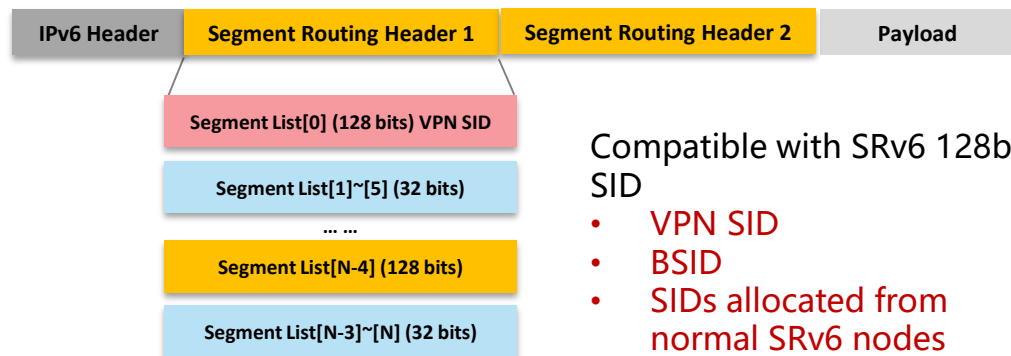 IPv6 Header Segment Routing Header 1 Segment Routing Header 2 Payload
Segment List[0] (128 bits) VPN SID
Segment List[1]~[5] (32 bits)
... ...
Segment List[N-4] (128 bits)
Segment List[N-3]~[N] (32 bits)
Compatible with SRv6 128b
SID
• VPN SID
• BSID
• SIDs allocated from
normal SRv6 nodes